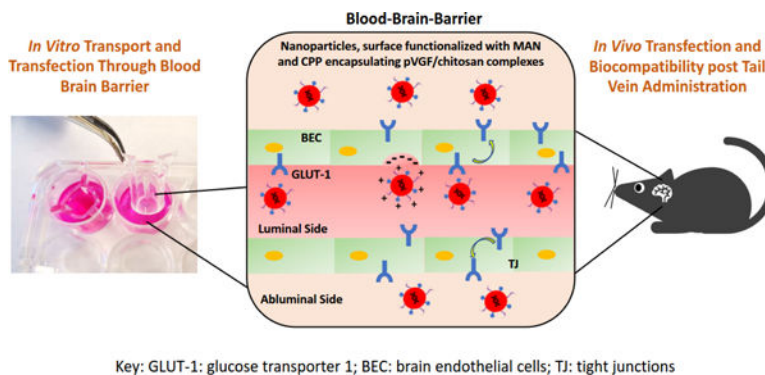 Blood-Brain-Barrier
In Vitro Transport and
Transfection Through Blood
Brain Barrier
Nanoparticles, surface functionalized with MAN
and CPP encapsulating pVGF/chitosan complexes
In Vivo Transfection and
Biocompatibility post Tail
Vein Administration
BEC
GLUT-1
Luminal Side
TJ
Abluminal Side
Key: GLUT-1: glucose transporter 1; BEC: brain endothelial cells; TJ: tight junctions